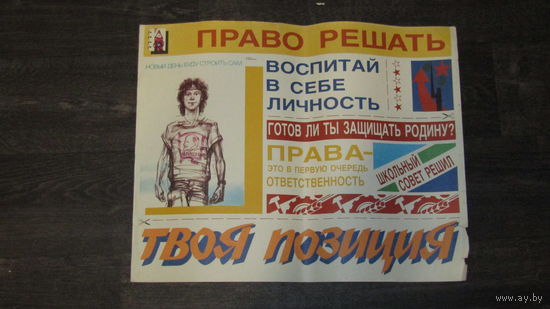 ПРАВО РЕШАТЬ
НОВЫЙ ДЕНЬ БУДУ СТРОИТЬ САМ
ВОСПИТАЙ
В СЕБЕ
ЛИЧНОСТЬ
ГОТОВ ЛИ ТЫ ЗАЩИЩАТЬ РОДИНУ?
ПРАВА–
ЭТО В ПЕРВУЮ ОЧЕРЕДЬ
ОТВЕТСТВЕННОСТЬ
ШКОЛЬНЫЙ
СОВЕТ РЕШИЛ
ТВОЯ ПОЗИЦИЯ
www.ay.by